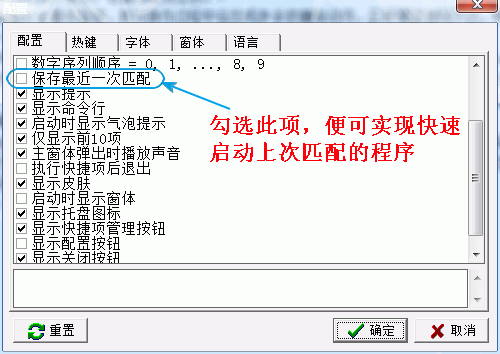 配置
配置 热键 字体 窗体 语言
数字序列顺序 = 0, 1, ..., 8, 9
保存最近一次匹配
显示提示
显示命令行
启动时显示气泡提示
仅显示前10项
主窗体弹出时播放声音
执行快捷项后退出
显示皮肤
启动时显示窗体
显示托盘图标
显示快捷项管理按钮
显示配置按钮
显示关闭按钮
勾选此项，便可实现快速
启动上次匹配的程序
重置 确定 取消